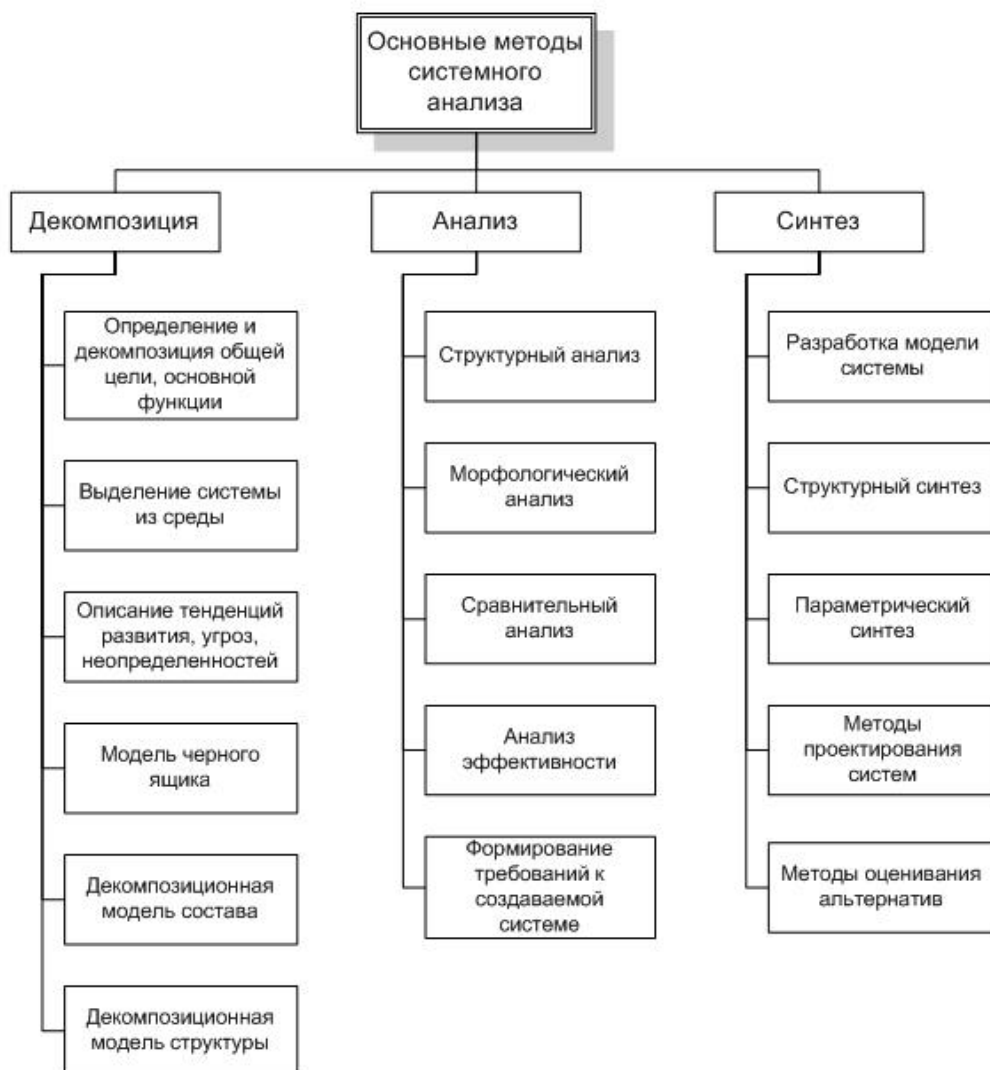 Основные методы
системного
анализа
Декомпозиция
Анализ
Синтез
Определение и
декомпозиция общей
цели, основной
функции
Выделение системы
из среды
Описание тенденций
развития, угроз,
неопределенностей
Модель черного
ящика
Декомпозиционная
модель состава
Декомпозиционная
модель структуры
Структурный анализ
Морфологический
анализ
Сравнительный
анализ
Анализ
эффективности
Формирование
требований к
создаваемой
системе
Разработка модели
системы
Структурный синтез
Параметрический
синтез
Методы
проектирования
систем
Методы оценивания
альтернатив